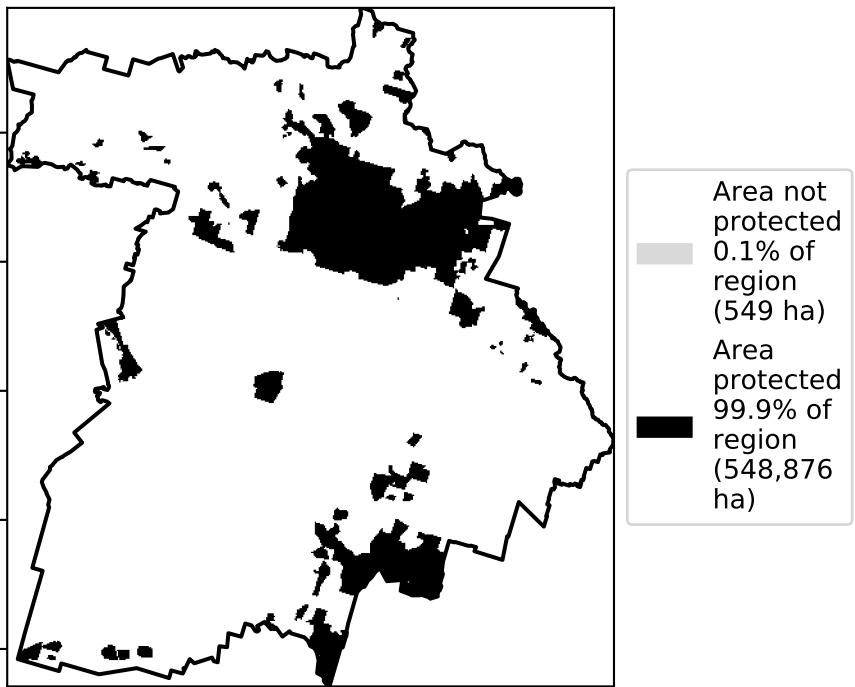 Area not
protected
0.1% of
region
(549 ha)
Area
protected
99.9% of
region
(548,876
ha)